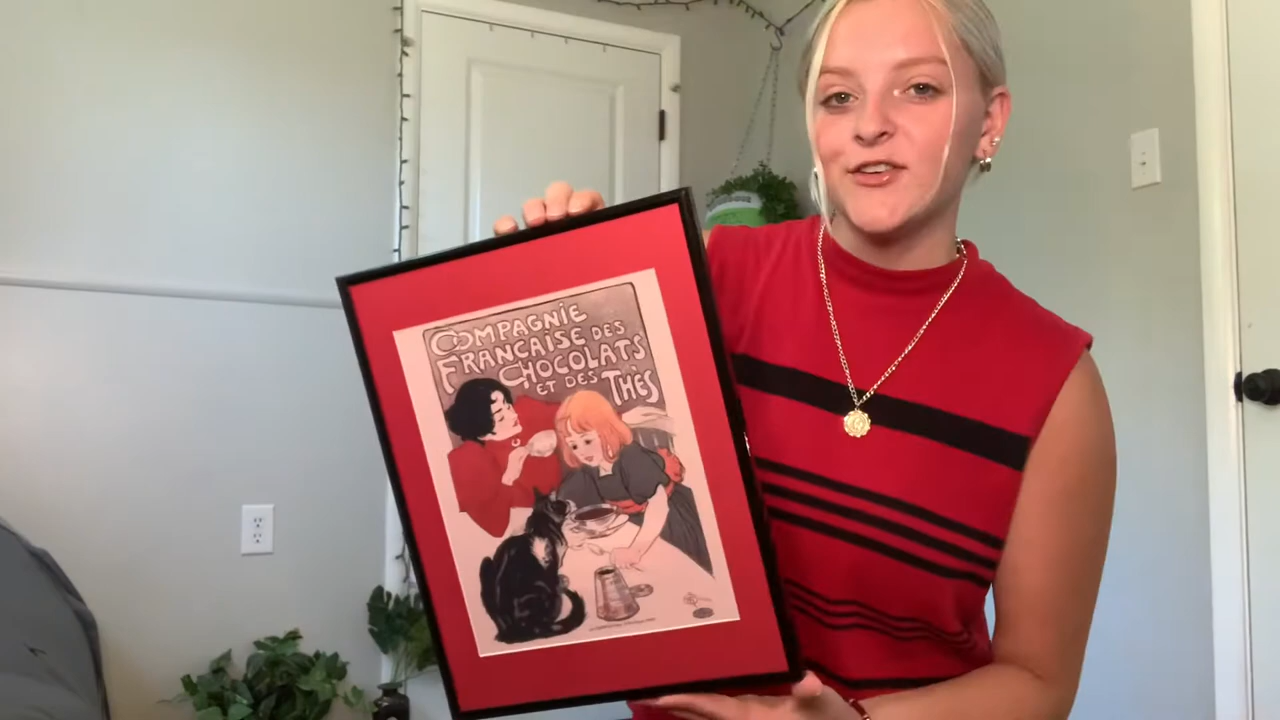 COMPAGNIE
FRANCAISE DES
CHOCOLATS
ET DES THÉS